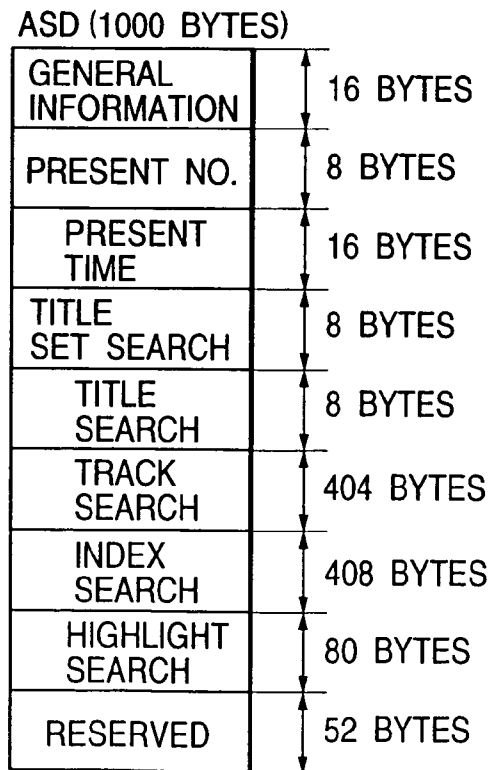 ASD (1000 BYTES)
GENERAL
INFORMATION
16 BYTES
PRESENT NO.
8 BYTES
PRESENT
TIME
16 BYTES
TITLE
SET SEARCH
8 BYTES
TITLE
SEARCH
8 BYTES
TRACK
SEARCH
404 BYTES
INDEX
SEARCH
408 BYTES
HIGHLIGHT
SEARCH
80 BYTES
RESERVED
52 BYTES